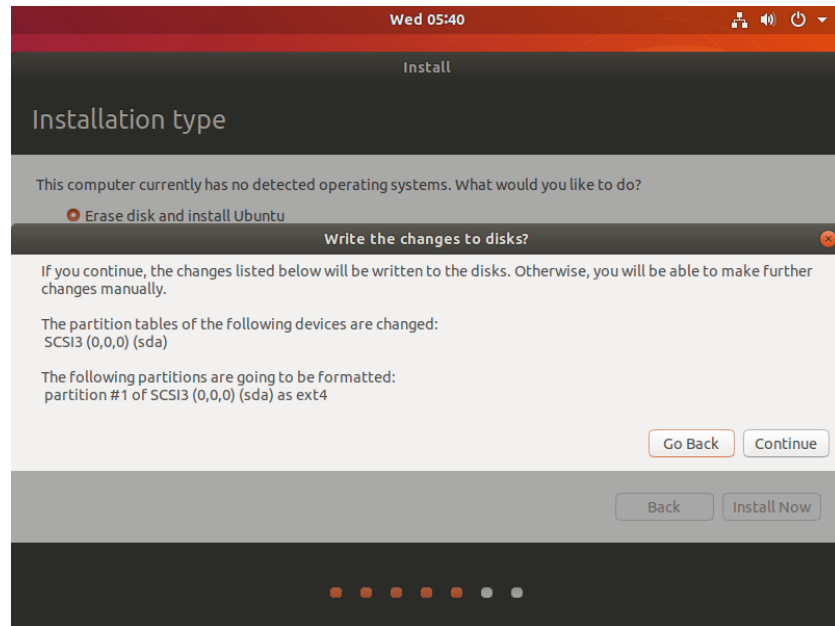 Wed 05:40
Install
Installation type
This computer currently has no detected operating systems. What would you like to do?
Erase disk and install Ubuntu
Write the changes to disks?
If you continue, the changes listed below will be written to the disks. Otherwise, you will be able to make further
changes manually.
The partition tables of the following devices are changed:
SCSI3 (0,0,0) (sda)
The following partitions are going to be formatted:
partition #1 of SCSI3 (0,0,0) (sda) as ext4
Go Back Continue
Back Install Now